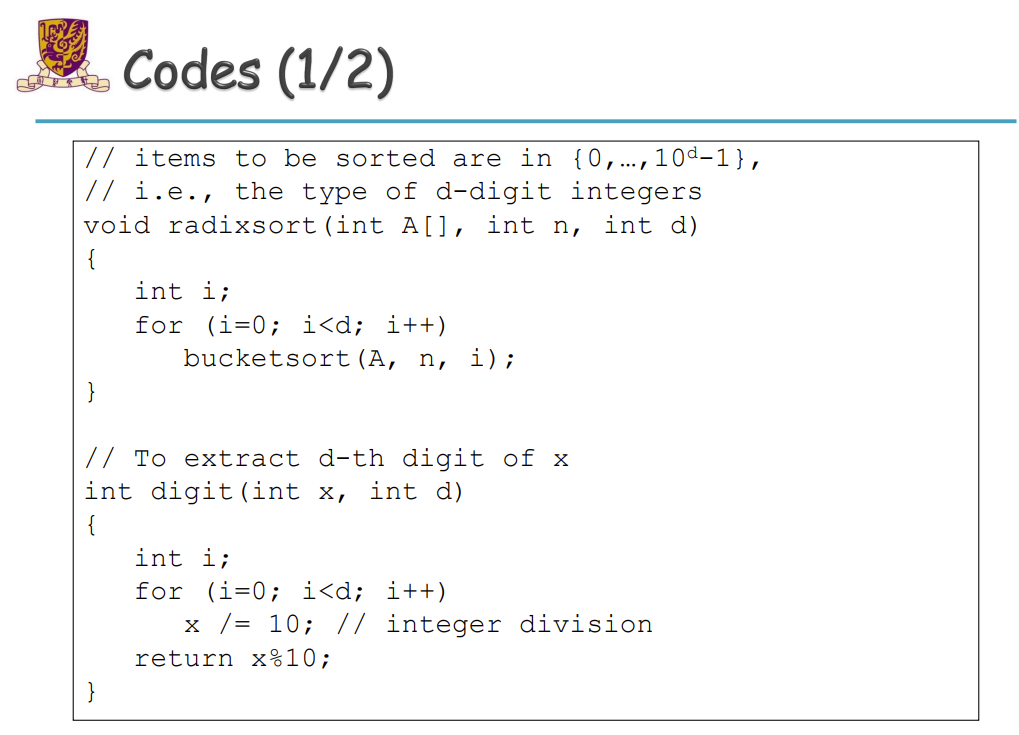 Codes (1/2)
// items to be sorted are in {0,…,10ᵈ-1},
// i.e., the type of d-digit integers
void radixsort(int A[], int n, int d)
{
   int i;
   for (i=0; i<d; i++)
      bucketsort(A, n, i);
}

// To extract d-th digit of x
int digit(int x, int d)
{
   int i;
   for (i=0; i<d; i++)
      x /= 10; // integer division
   return x%10;
}